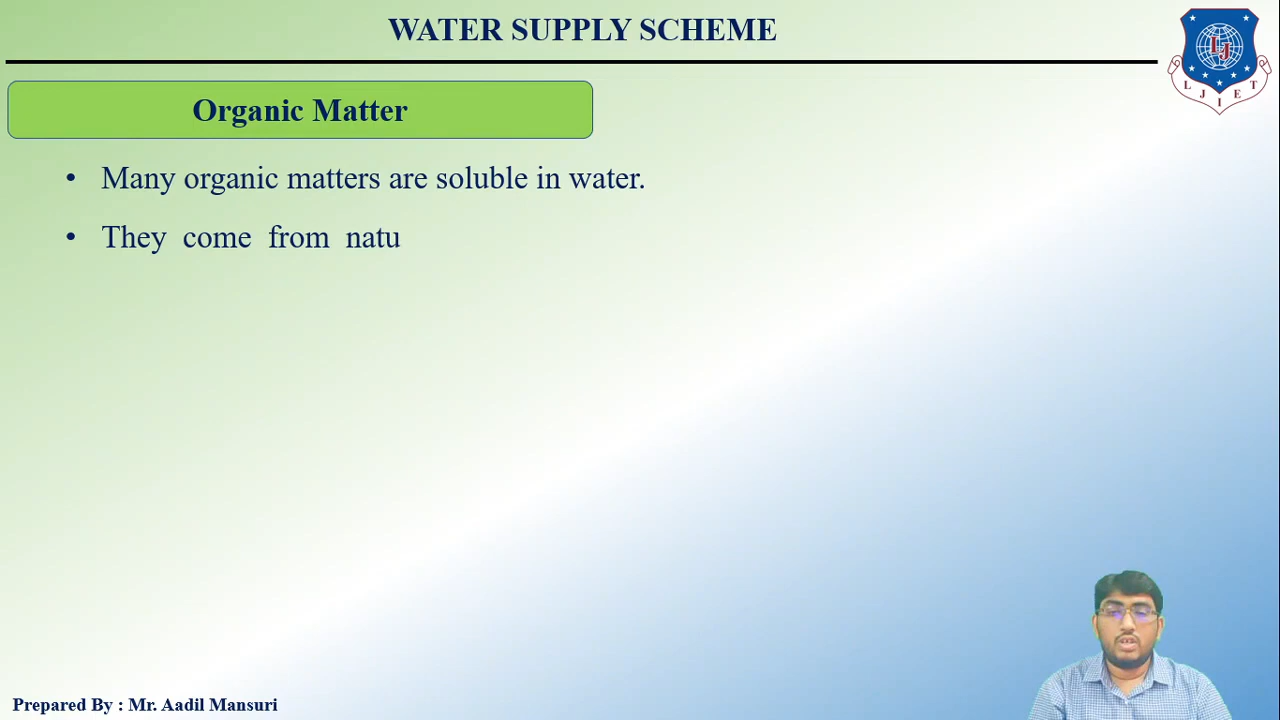 WATER SUPPLY SCHEME
LJ
L J I E T
Organic Matter
• Many organic matters are soluble in water.
• They come from natu
Prepared By : Mr. Aadil Mansuri